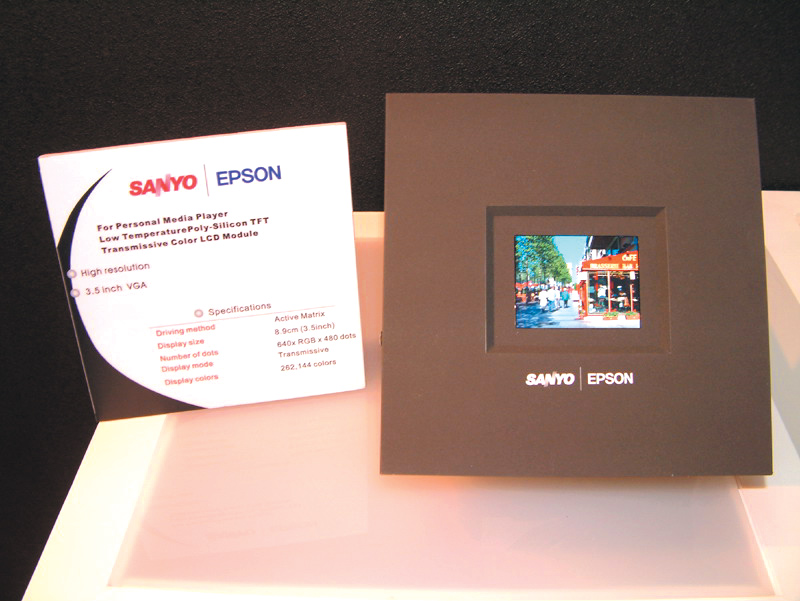 SANYO | EPSON
For Personal Media Player
Low TemperaturePoly-Silicon TFT
Transmissive Color LCD Module
High resolution
3.5 inch VGA
Specifications
Driving method Active Matrix
Display size 8.9cm (3.5inch)
Number of dots 640x RGB x 480 dots
Display mode Transmissive
Display colors 262,144 colors
CAFE
BRASSERIE BAR
SANYO | EPSON